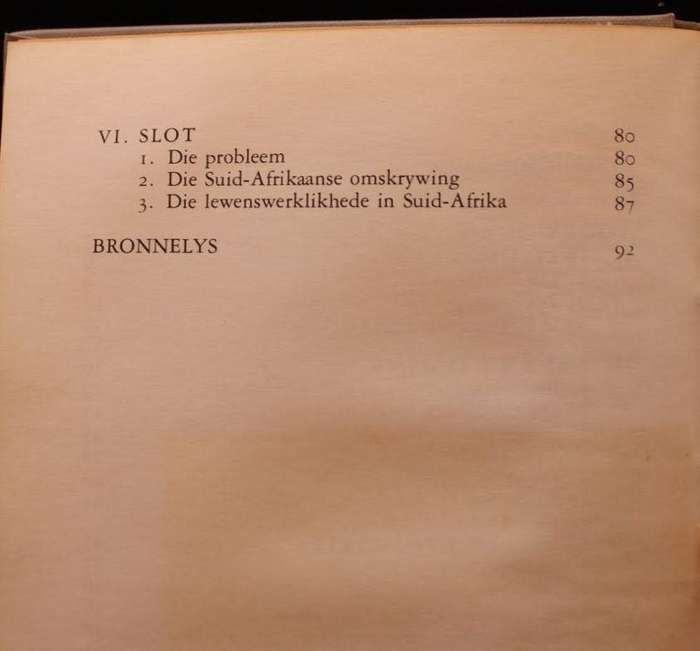 VI. SLOT 80
1. Die probleem 80
2. Die Suid-Afrikaanse omskrywing 85
3. Die lewenswerklikhede in Suid-Afrika 87
BRONNELYS 92